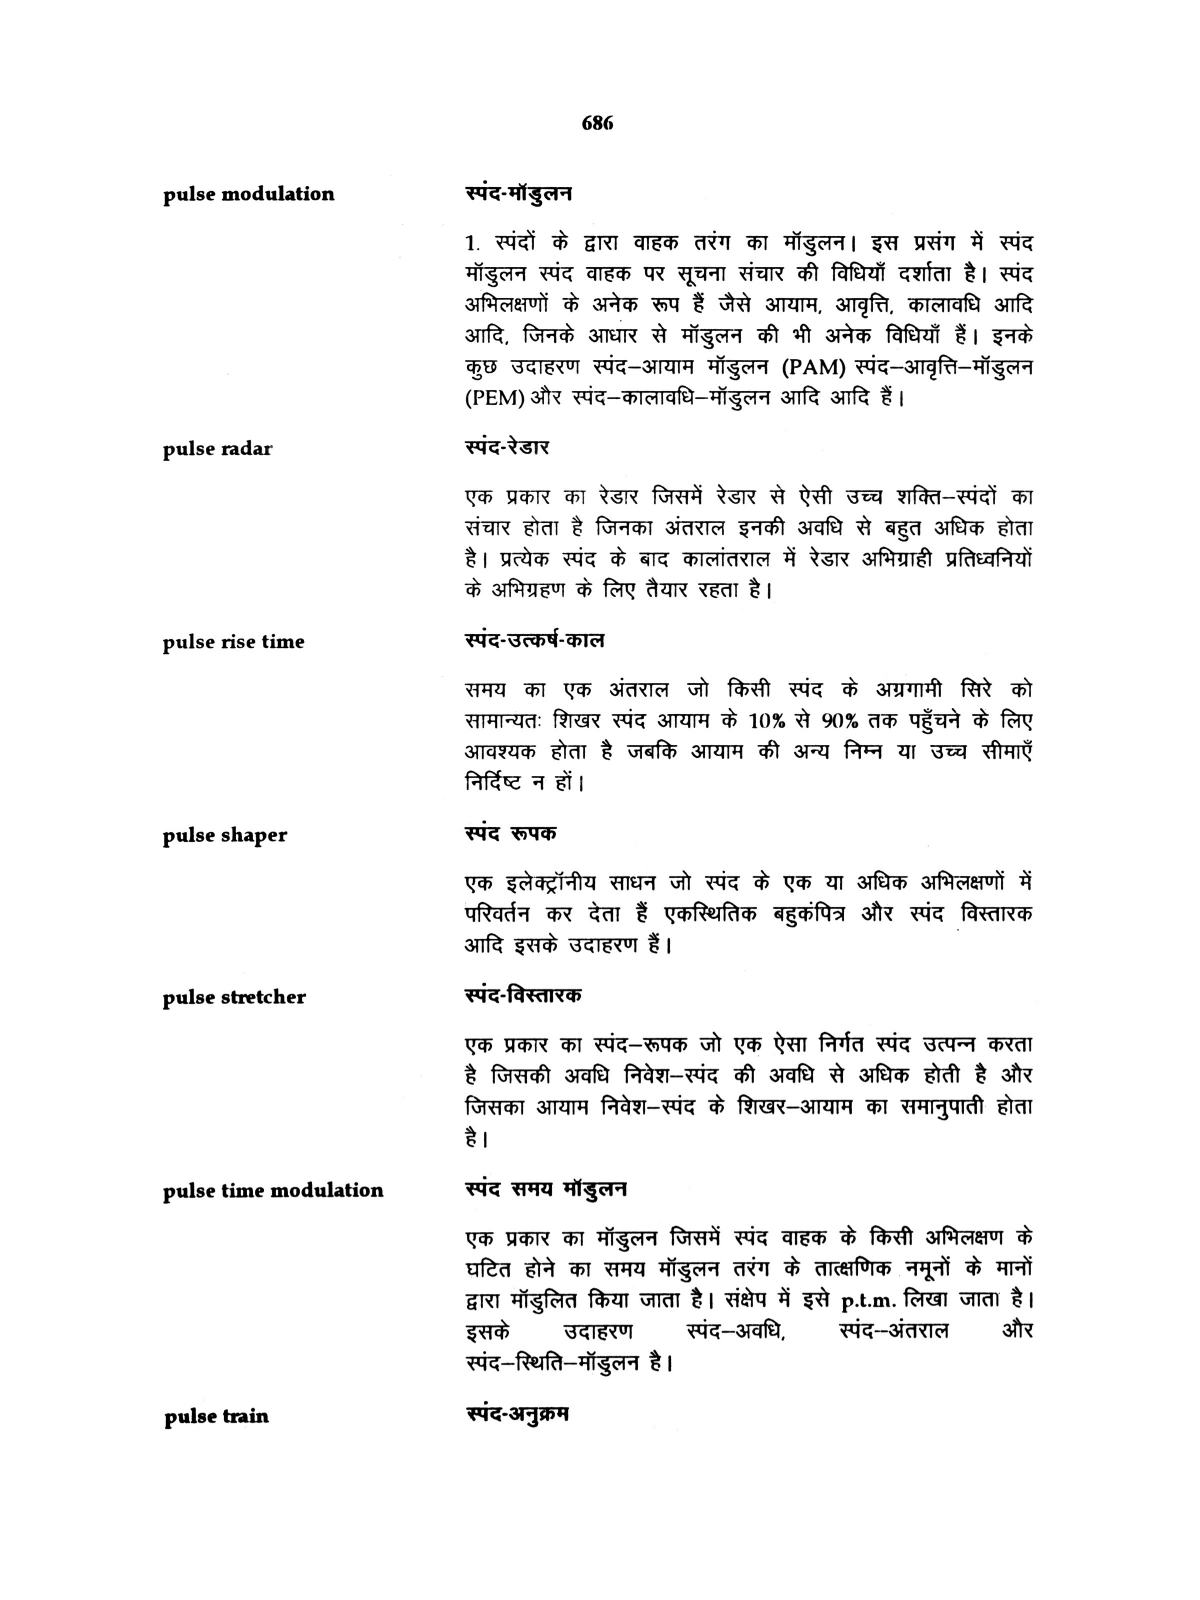 686
pulse modulation स्पंद-मॉडुलन
1. स्पंदों के द्वारा वाहक तरंग का मॉडुलन। इस प्रसंग में स्पंद
मॉडुलन स्पंद वाहक पर सूचना संचार की विधियाँ दर्शाता है। स्पंद
अभिलक्षणों के अनेक रूप हैं जैसे आयाम, आवृत्ति, कालावधि आदि
आदि, जिनके आधार से मॉडुलन की भी अनेक विधियाँ हैं। इनके
कुछ उदाहरण स्पंद–आयाम मॉडुलन (PAM) स्पंद–आवृत्ति–मॉडुलन
(PEM) और स्पंद–कालावधि–मॉडुलन आदि आदि हैं।
pulse radar स्पंद-रेडार
एक प्रकार का रेडार जिसमें रेडार से ऐसी उच्च शक्ति–स्पंदों का
संचार होता है जिनका अंतराल इनकी अवधि से बहुत अधिक होता
है। प्रत्येक स्पंद के बाद कालांतराल में रेडार अभिग्राही प्रतिध्वनियों
के अभिग्रहण के लिए तैयार रहता है।
pulse rise time स्पंद-उत्कर्ष-काल
समय का एक अंतराल जो किसी स्पंद के अग्रगामी सिरे को
सामान्यतः शिखर स्पंद आयाम के 10% से 90% तक पहुँचने के लिए
आवश्यक होता है जबकि आयाम की अन्य निम्न या उच्च सीमाएँ
निर्दिष्ट न हों।
pulse shaper स्पंद रूपक
एक इलेक्ट्रॉनीय साधन जो स्पंद के एक या अधिक अभिलक्षणों में
परिवर्तन कर देता हैं एकस्थितिक बहुकंपित्र और स्पंद विस्तारक
आदि इसके उदाहरण हैं।
pulse stretcher स्पंद-विस्तारक
एक प्रकार का स्पंद–रूपक जो एक ऐसा निर्गत स्पंद उत्पन्न करता
है जिसकी अवधि निवेश–स्पंद की अवधि से अधिक होती है और
जिसका आयाम निवेश–स्पंद के शिखर–आयाम का समानुपाती होता
है।
pulse time modulation स्पंद समय मॉडुलन
एक प्रकार का मॉडुलन जिसमें स्पंद वाहक के किसी अभिलक्षण के
घटित होने का समय मॉडुलन तरंग के तात्क्षणिक नमूनों के मानों
द्वारा मॉडुलित किया जाता है। संक्षेप में इसे p.t.m. लिखा जाता है।
इसके उदाहरण स्पंद–अवधि, स्पंद–अंतराल और
स्पंद–स्थिति–मॉडुलन है।
pulse train स्पंद-अनुक्रम